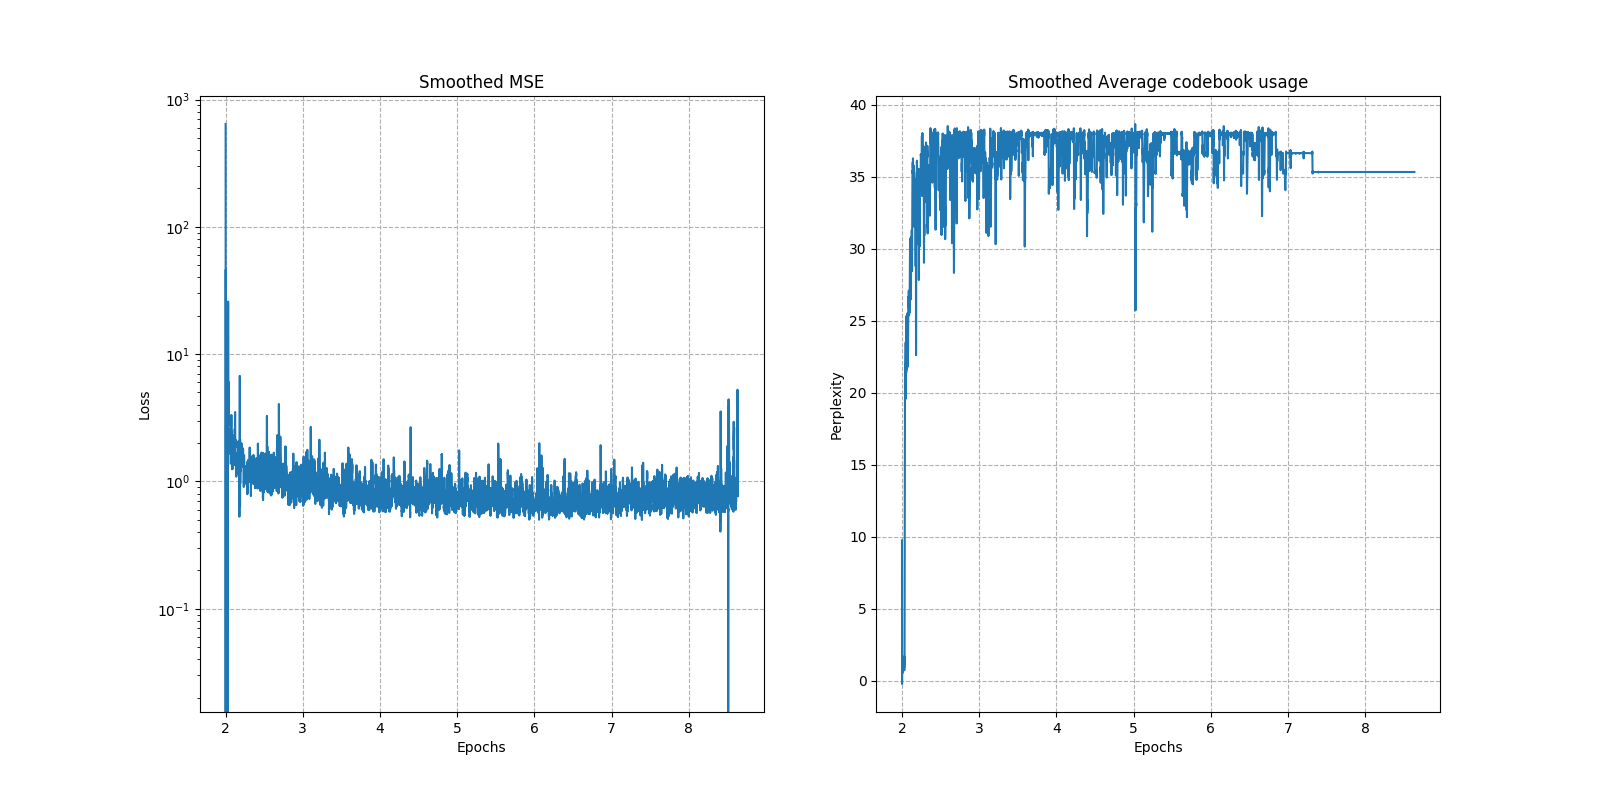 Smoothed MSE
10³
10²
10¹
10⁰
10⁻¹
Loss
2 3 4 5 6 7 8
Epochs
Smoothed Average codebook usage
40
35
30
25
20
15
10
5
0
Perplexity
2 3 4 5 6 7 8
Epochs